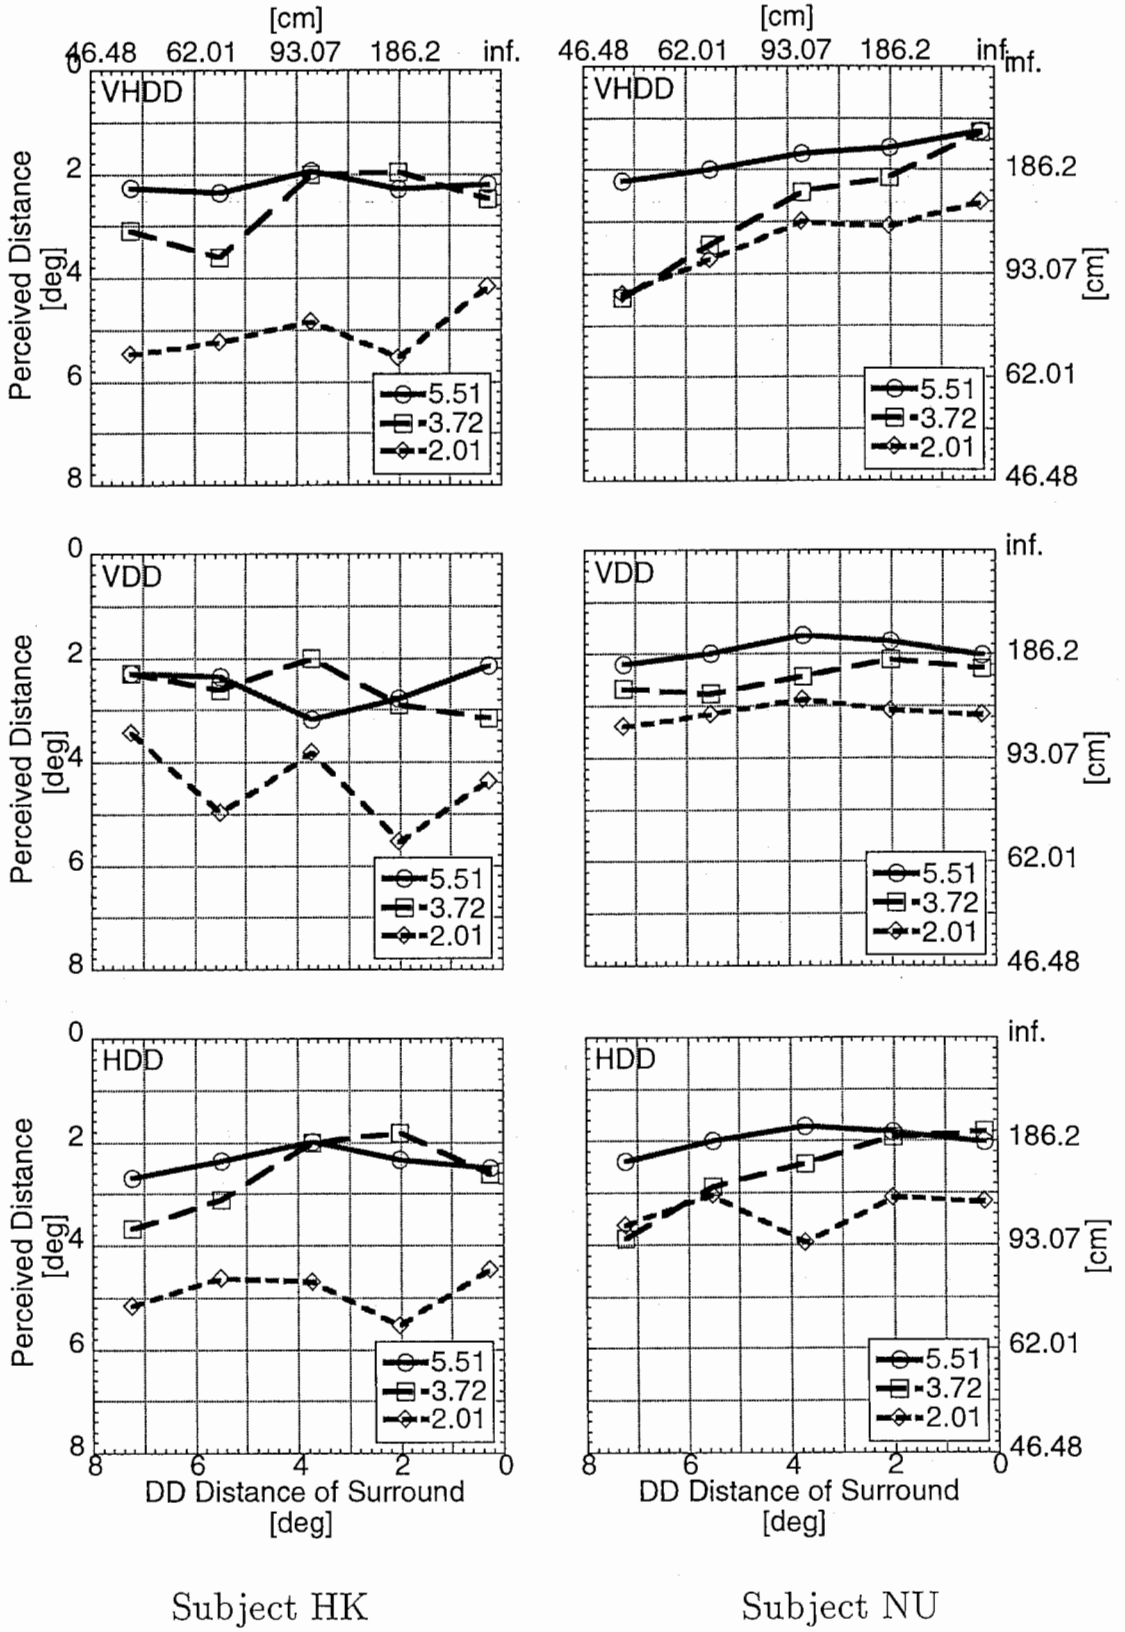 [cm] [cm]
46.48 62.01 93.07 186.2 inf. 46.48 62.01 93.07 186.2 inf.
0 inf.
VHDD VHDD
2 186.2
Perceived Distance
[deg]
4 93.07
[cm]
6 62.01
5.51 5.51
3.72 3.72
2.01 2.01
8 46.48
0 inf.
VDD VDD
2 186.2
Perceived Distance
[deg]
4 93.07
[cm]
6 62.01
5.51 5.51
3.72 3.72
2.01 2.01
8 46.48
0 inf.
HDD HDD
2 186.2
Perceived Distance
[deg]
4 93.07
[cm]
6 62.01
5.51 5.51
3.72 3.72
2.01 2.01
8 46.48
8 6 4 2 0 8 6 4 2 0
DD Distance of Surround DD Distance of Surround
[deg] [deg]
Subject HK Subject NU